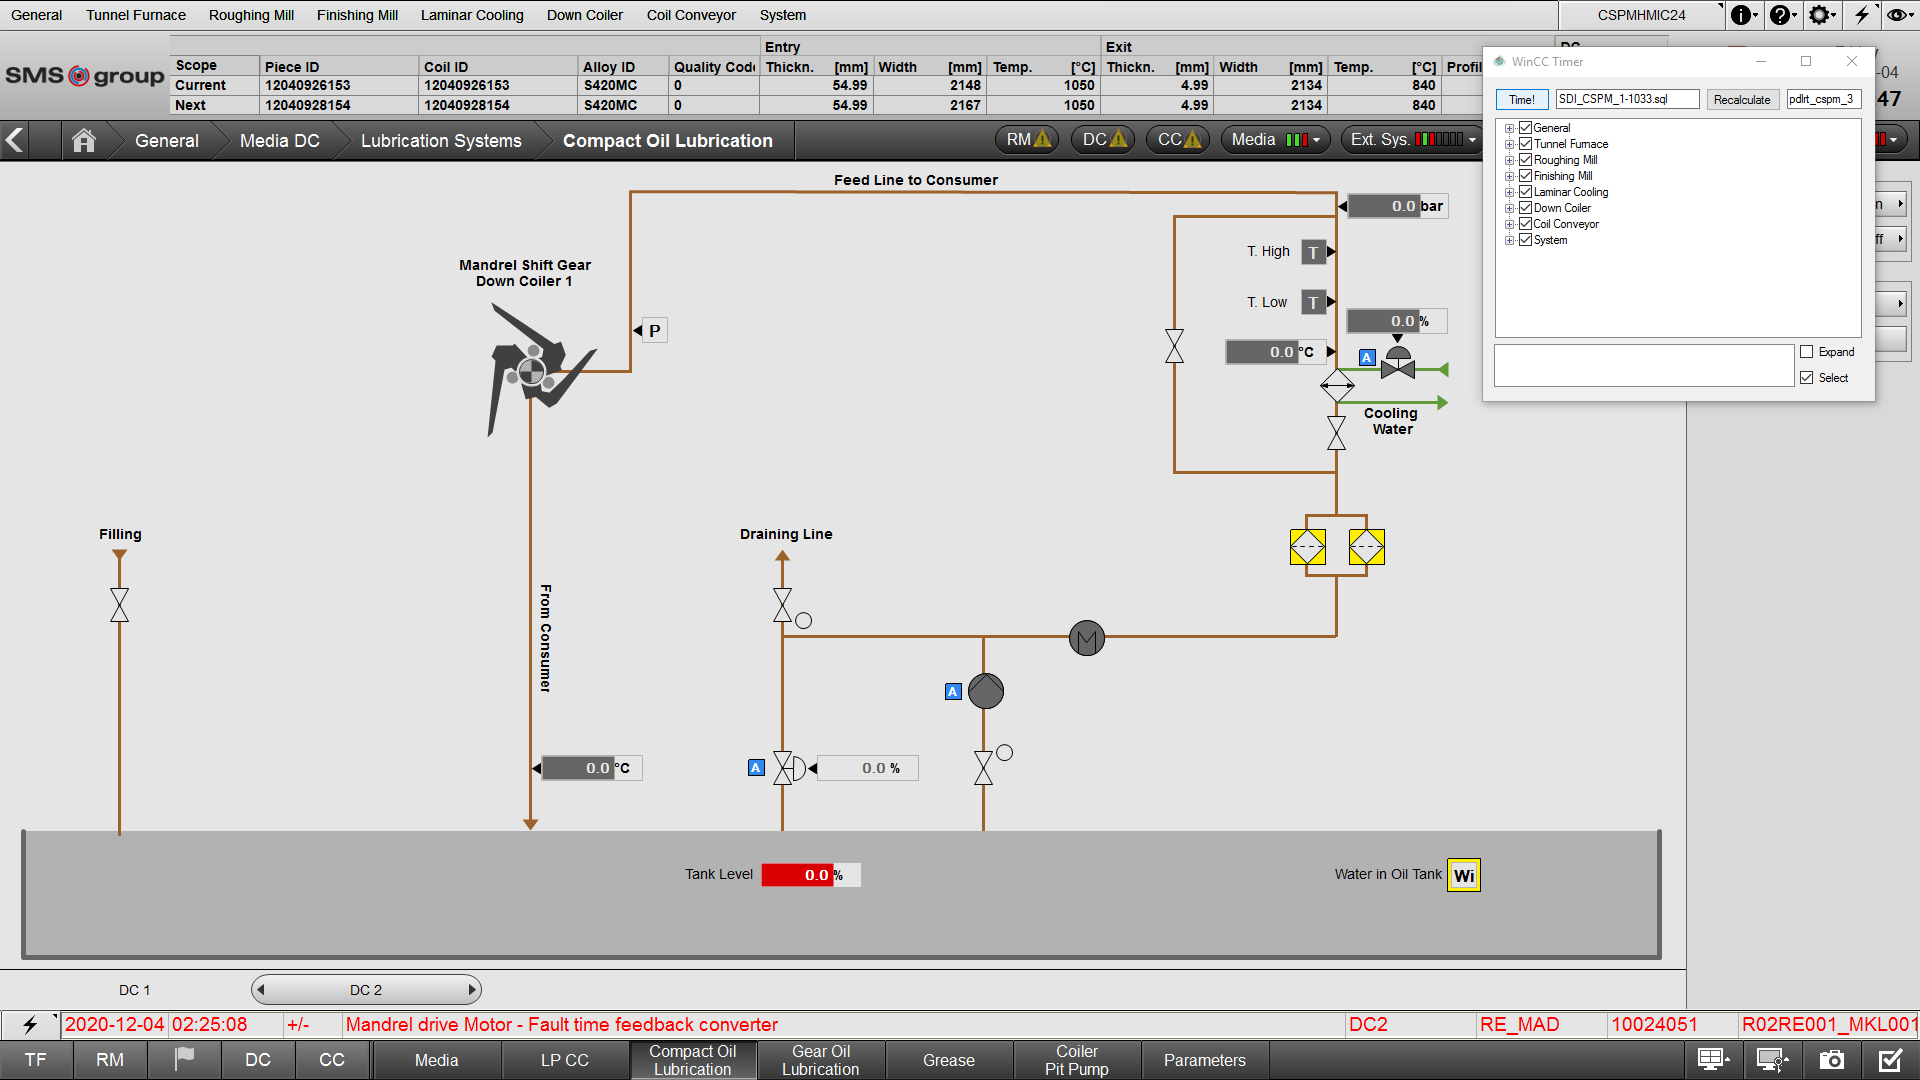 General Tunnel Furnace Roughing Mill Finishing Mill Laminar Cooling Down Coiler Coil Conveyor System CSPMHMIC24
SMS group
Entry Exit
Scope Piece ID Coil ID Alloy ID Quality Code Thickn. [mm] Width [mm] Temp. [°C] Thickn. [mm] Width [mm] Temp. [°C] Profil
Current 12040926153 12040926153 S420MC 0 54.99 2148 1050 4.99 2134 840
Next 12040928154 12040928154 S420MC 0 54.99 2167 1050 4.99 2134 840
-04
47
WinCC Timer
Time! SDI_CSPM_1-1033.sql Recalculate pdlrt_cspm_3
General
Tunnel Furnace
Roughing Mill
Finishing Mill
Laminar Cooling
Down Coiler
Coil Conveyor
System
Expand
Select
General Media DC Lubrication Systems Compact Oil Lubrication RM DC CC Media Ext. Sys.
Feed Line to Consumer
0.0 bar
T. High T
T. Low T
0.0 %
0.0 °C
A
Cooling
Water
Mandrel Shift Gear
Down Coiler 1
P
Filling
Draining Line
From Consumer
M
A
0.0 °C
A
0.0 %
Tank Level 0.0 %
Water in Oil Tank Wi
DC 1 DC 2
2020-12-04 02:25:08 +/- Mandrel drive Motor - Fault time feedback converter DC2 RE_MAD 10024051 R02RE001_MKL001
TF RM DC CC Media LP CC Compact Oil Lubrication Gear Oil Lubrication Grease Coiler Pit Pump Parameters